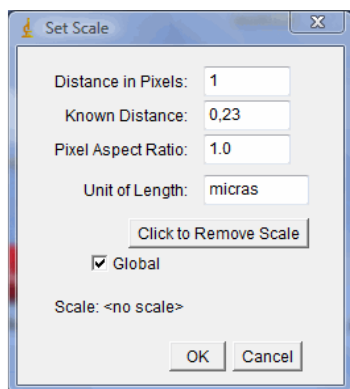 Set Scale
Distance in Pixels: 1
Known Distance: 0,23
Pixel Aspect Ratio: 1.0
Unit of Length: micras
Click to Remove Scale
Global
Scale: <no scale>
OK Cancel